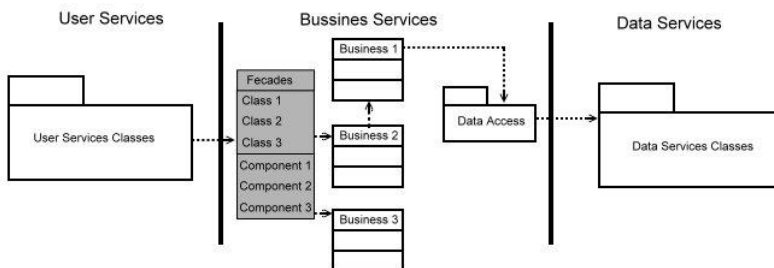 User Services
Bussines Services
Data Services
User Services Classes
Fecades
Class 1
Class 2
Class 3
Component 1
Component 2
Component 3
Business 1
Business 2
Business 3
Data Access
Data Services Classes